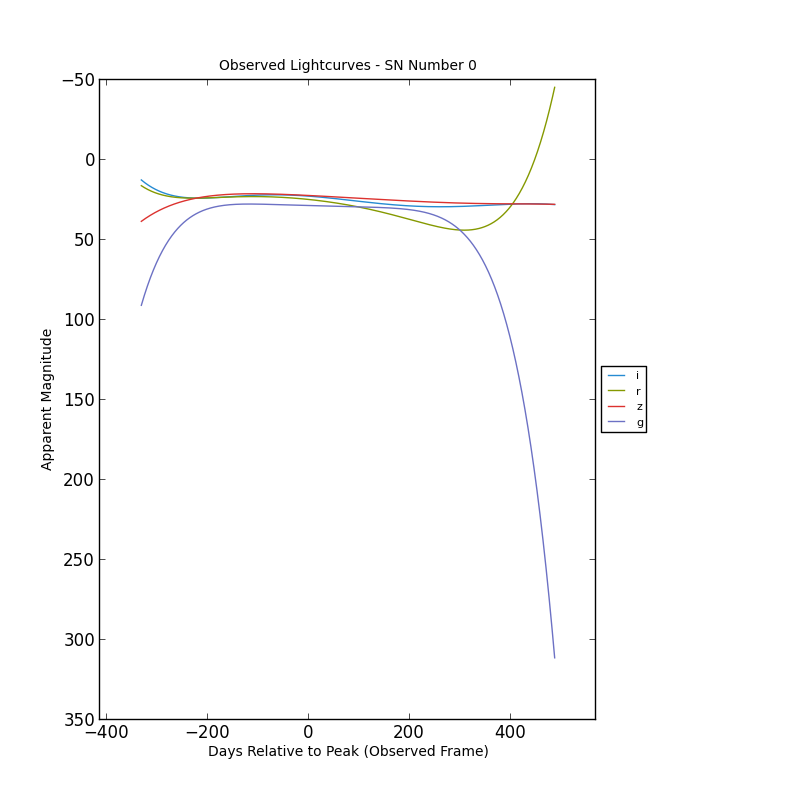 Observed Lightcurves - SN Number 0
−50
0
50
100
150
200
250
300
350
Apparent Magnitude
−400 −200 0 200 400
Days Relative to Peak (Observed Frame)
i
r
z
g